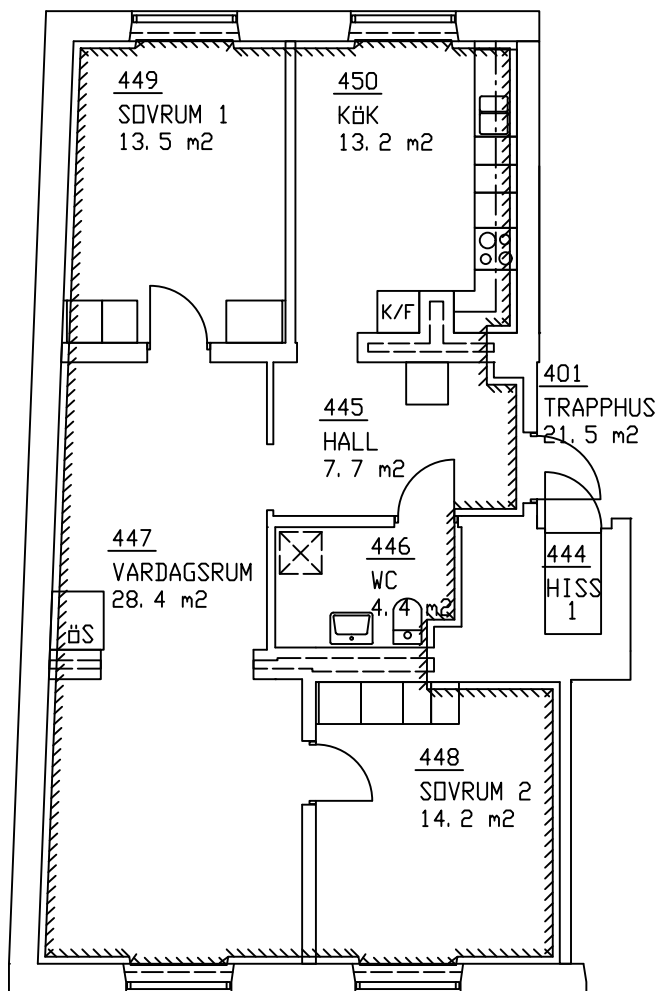 449
SOVRUM 1
13.5 m2
450
KÖK
13.2 m2
K/F
401
TRAPPHUS
21.5 m2
445
HALL
7.7 m2
447
VARDAGSRUM
28.4 m2
446
WC
4.4 m2
444
HISS
1
ÖS
448
SOVRUM 2
14.2 m2